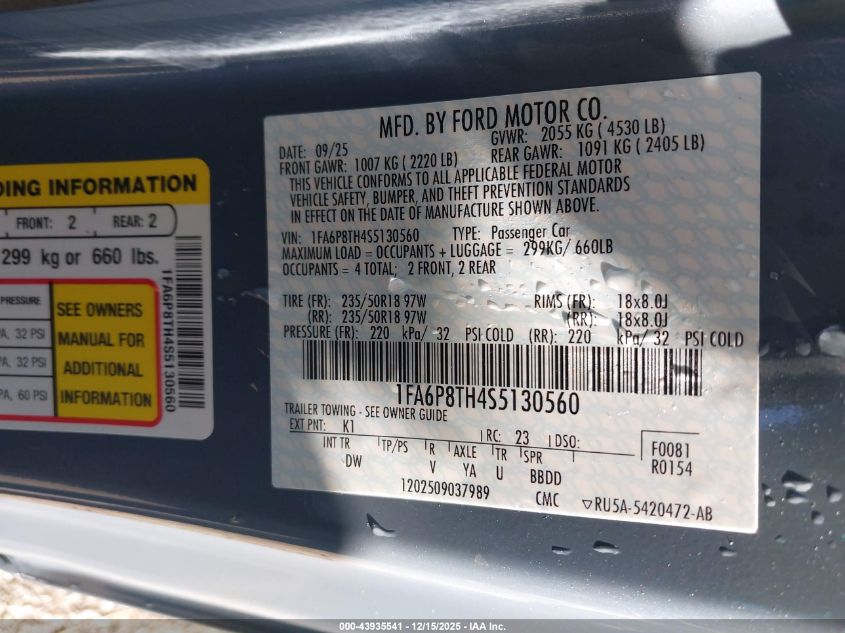 DING INFORMATION
FRONT: 2 REAR: 2
299 kg or 660 lbs.
PRESSURE
PA, 32 PSI
PA, 32 PSI
PA, 60 PSI
SEE OWNERS
MANUAL FOR
ADDITIONAL
INFORMATION
1FA6P8TH4S5130560
MFD. BY FORD MOTOR CO.
DATE: 09/25 GVWR: 2055 KG ( 4530 LB)
FRONT GAWR: 1007 KG ( 2220 LB) REAR GAWR: 1091 KG ( 2405 LB)
THIS VEHICLE CONFORMS TO ALL APPLICABLE FEDERAL MOTOR
VEHICLE SAFETY, BUMPER, AND THEFT PREVENTION STANDARDS
IN EFFECT ON THE DATE OF MANUFACTURE SHOWN ABOVE.
VIN: 1FA6P8TH4S5130560 TYPE: Passenger Car
MAXIMUM LOAD = OCCUPANTS + LUGGAGE = 299KG/ 660LB
OCCUPANTS = 4 TOTAL; 2 FRONT, 2 REAR
TIRE (FR): 235/50R18 97W RIMS (FR): 18x8.0J
(RR): 235/50R18 97W (RR): 18x8.0J
PRESSURE (FR): 220 kPa/ 32 PSI COLD (RR): 220 kPa/ 32 PSI COLD
1FA6P8TH4S5130560
TRAILER TOWING - SEE OWNER GUIDE
EXT PNT: K1 RC: 23 DSO: F0081
INT TR TP/PS R AXLE TR SPR R0154
DW V YA U BBDD
1202509037989 CMC ▽RU5A-5420472-AB
000-43935541 - 12/15/2025 - IAA Inc.